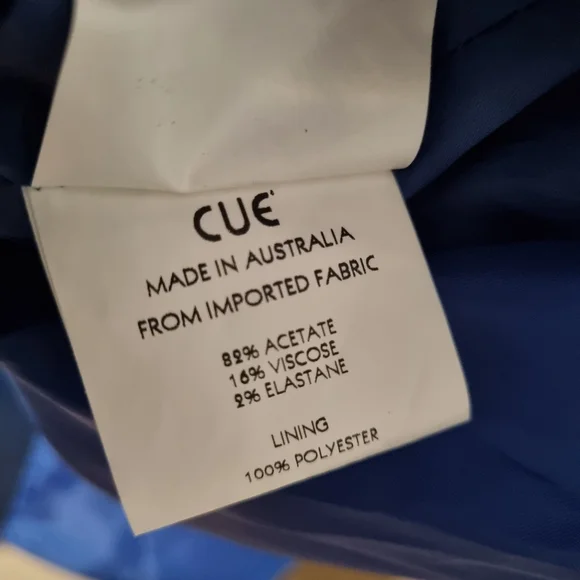 CUE
MADE IN AUSTRALIA
FROM IMPORTED FABRIC
82% ACETATE
16% VISCOSE
2% ELASTANE
LINING
100% POLYESTER